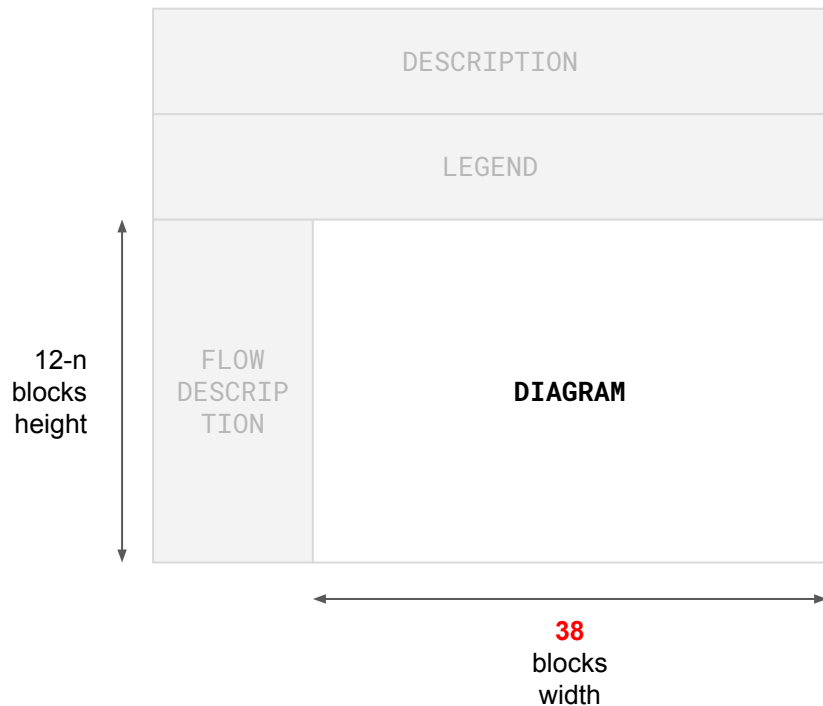 DESCRIPTION
LEGEND
12-n
blocks
height
FLOW
DESCRIP
TION
DIAGRAM
38
blocks
width